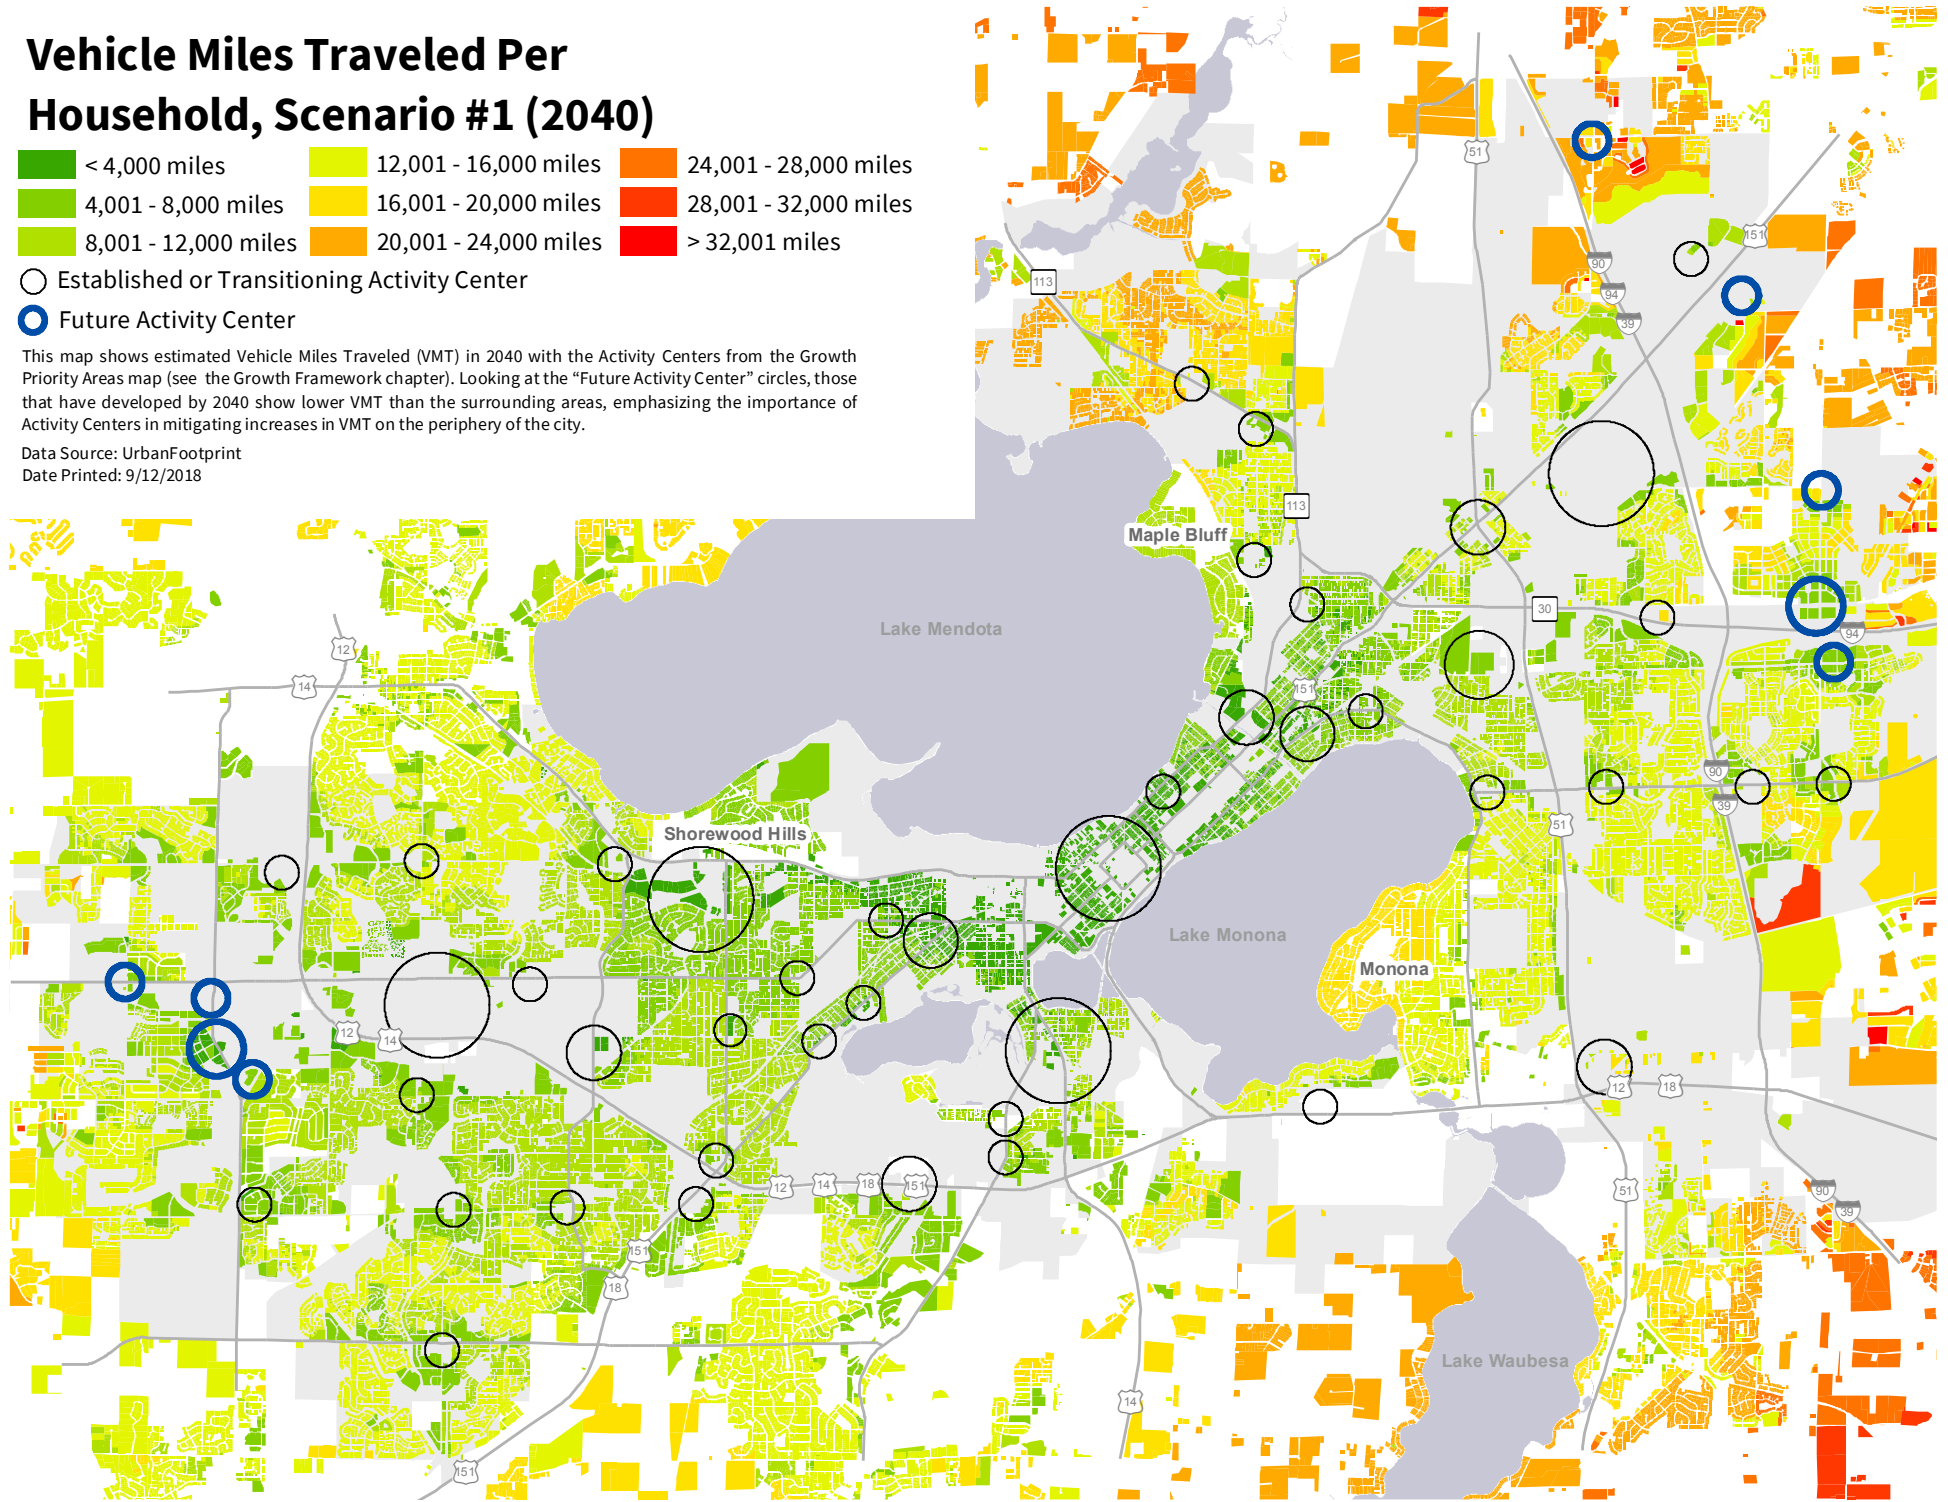 Vehicle Miles Traveled Per
Household, Scenario #1 (2040)
< 4,000 miles
12,001 - 16,000 miles
24,001 - 28,000 miles
4,001 - 8,000 miles
16,001 - 20,000 miles
28,001 - 32,000 miles
8,001 - 12,000 miles
20,001 - 24,000 miles
> 32,001 miles
Established or Transitioning Activity Center
Future Activity Center
This map shows estimated Vehicle Miles Traveled (VMT) in 2040 with the Activity Centers from the Growth
Priority Areas map (see the Growth Framework chapter). Looking at the “Future Activity Center” circles, those
that have developed by 2040 show lower VMT than the surrounding areas, emphasizing the importance of
Activity Centers in mitigating increases in VMT on the periphery of the city.
Data Source: UrbanFootprint
Date Printed: 9/12/2018
51
151
90
113
94
39
113
Maple Bluff
30
Lake Mendota
94
12
14
151
90
39
51
Shorewood Hills
Lake Monona
Monona
12
14
12
18
12
14
18
151
51
90
39
151
18
Lake Waubesa
14
151